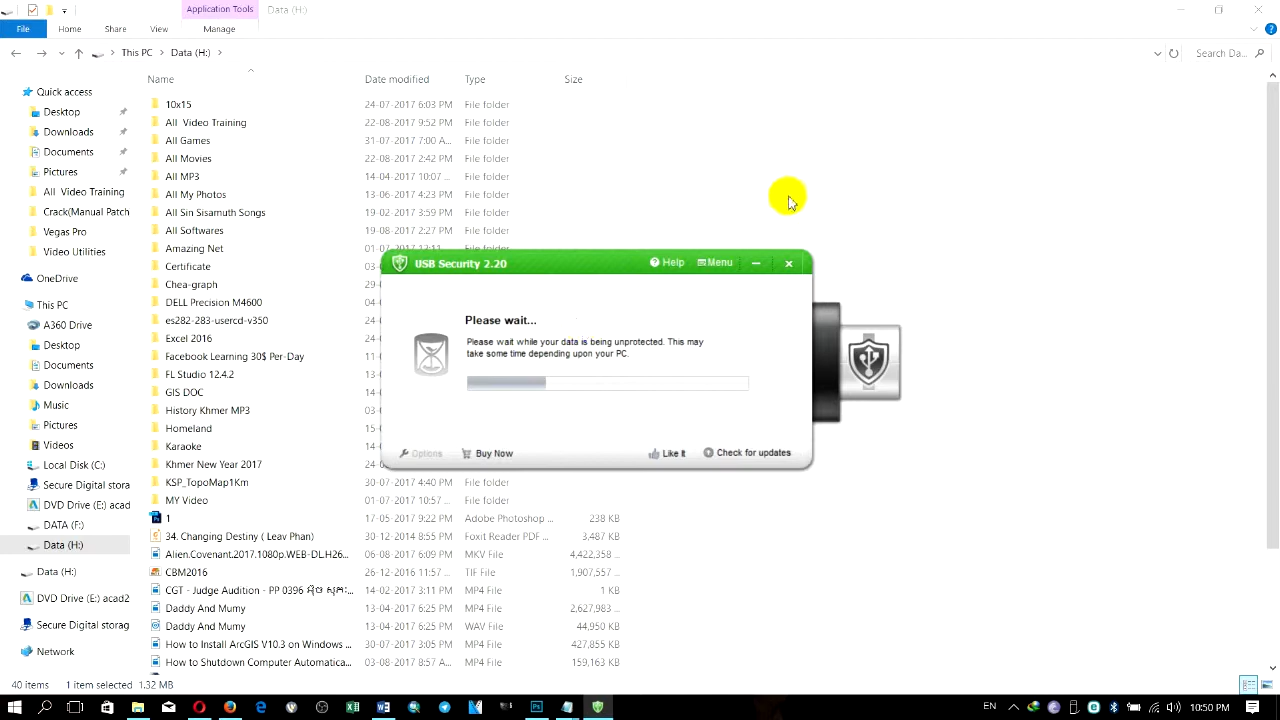 Application Tools Data (H:)
File Home Share View Manage
This PC Data (H:) Search Da...
Name Date modified Type Size
Quick access
Desktop
Downloads
Documents
Pictures
All Video Training
Crack(Manual Patch
Vegas Pro
Video Utilities
OneDrive
This PC
A360 Drive
Desktop
Documents
Downloads
Music
Pictures
Videos
Local Disk (C:)
Secure Digital stora
DVD Drive (E:) acad
DATA (F:)
Data (H:)
Data (H:)
DVD Drive (E:) acad2
Secure Digital storag
Network
10x15 24-07-2017 6:03 PM File folder
All Video Training 22-08-2017 9:52 PM File folder
All Games 31-07-2017 7:00 A... File folder
All Movies 22-08-2017 2:42 PM File folder
All MP3 14-04-2017 10:07 ... File folder
All My Photos 13-06-2017 4:23 PM File folder
All Sin Sisamuth Songs 19-02-2017 3:59 PM File folder
All Softwares 19-08-2017 2:27 PM File folder
Amazing Net
Certificate
Chea-graph
DELL Precision M4600
es282-283-usercd-v350
Excel 2016
Facebook Learning 30$ Per-Day
FL Studio 12.4.2
GIS DOC
History Khmer MP3
Homeland
Karaoke
Khmer New Year 2017
KSP_TopoMap1Km 30-07-2017 4:40 PM File folder
MY Video 01-07-2017 10:57 ... File folder
1 17-05-2017 9:22 PM Adobe Photoshop ... 238 KB
34. Changing Destiny ( Leav Phan) 30-12-2014 8:55 PM Foxit Reader PDF ... 3,487 KB
Alien.Covenant.2017.1080p.WEB-DL.H26... 06-08-2017 6:09 PM MKV File 4,422,358 ...
CBM2016 26-12-2016 11:57 ... TIF File 1,907,557 ...
CGT - Judge Audition - PP 0396 14-02-2017 3:11 PM MP4 File 1 KB
Daddy And Mumy 13-04-2017 6:25 PM MP4 File 2,627,983 ...
Daddy And Mumy 13-04-2017 6:25 PM WAV File 44,950 KB
How to Install ArcGIS V10.3 on Windows ... 30-07-2017 3:05 PM MP4 File 427,855 KB
How to Shutdown Computer Automatica... 03-08-2017 8:57 A... MP4 File 159,163 KB
USB Security 2.20 Help Menu
Please wait...
Please wait while your data is being unprotected. This may
take some time depending upon your PC.
Options Buy Now Like It Check for updates
40 items 1 item selected 1.32 MB
EN 10:50 PM